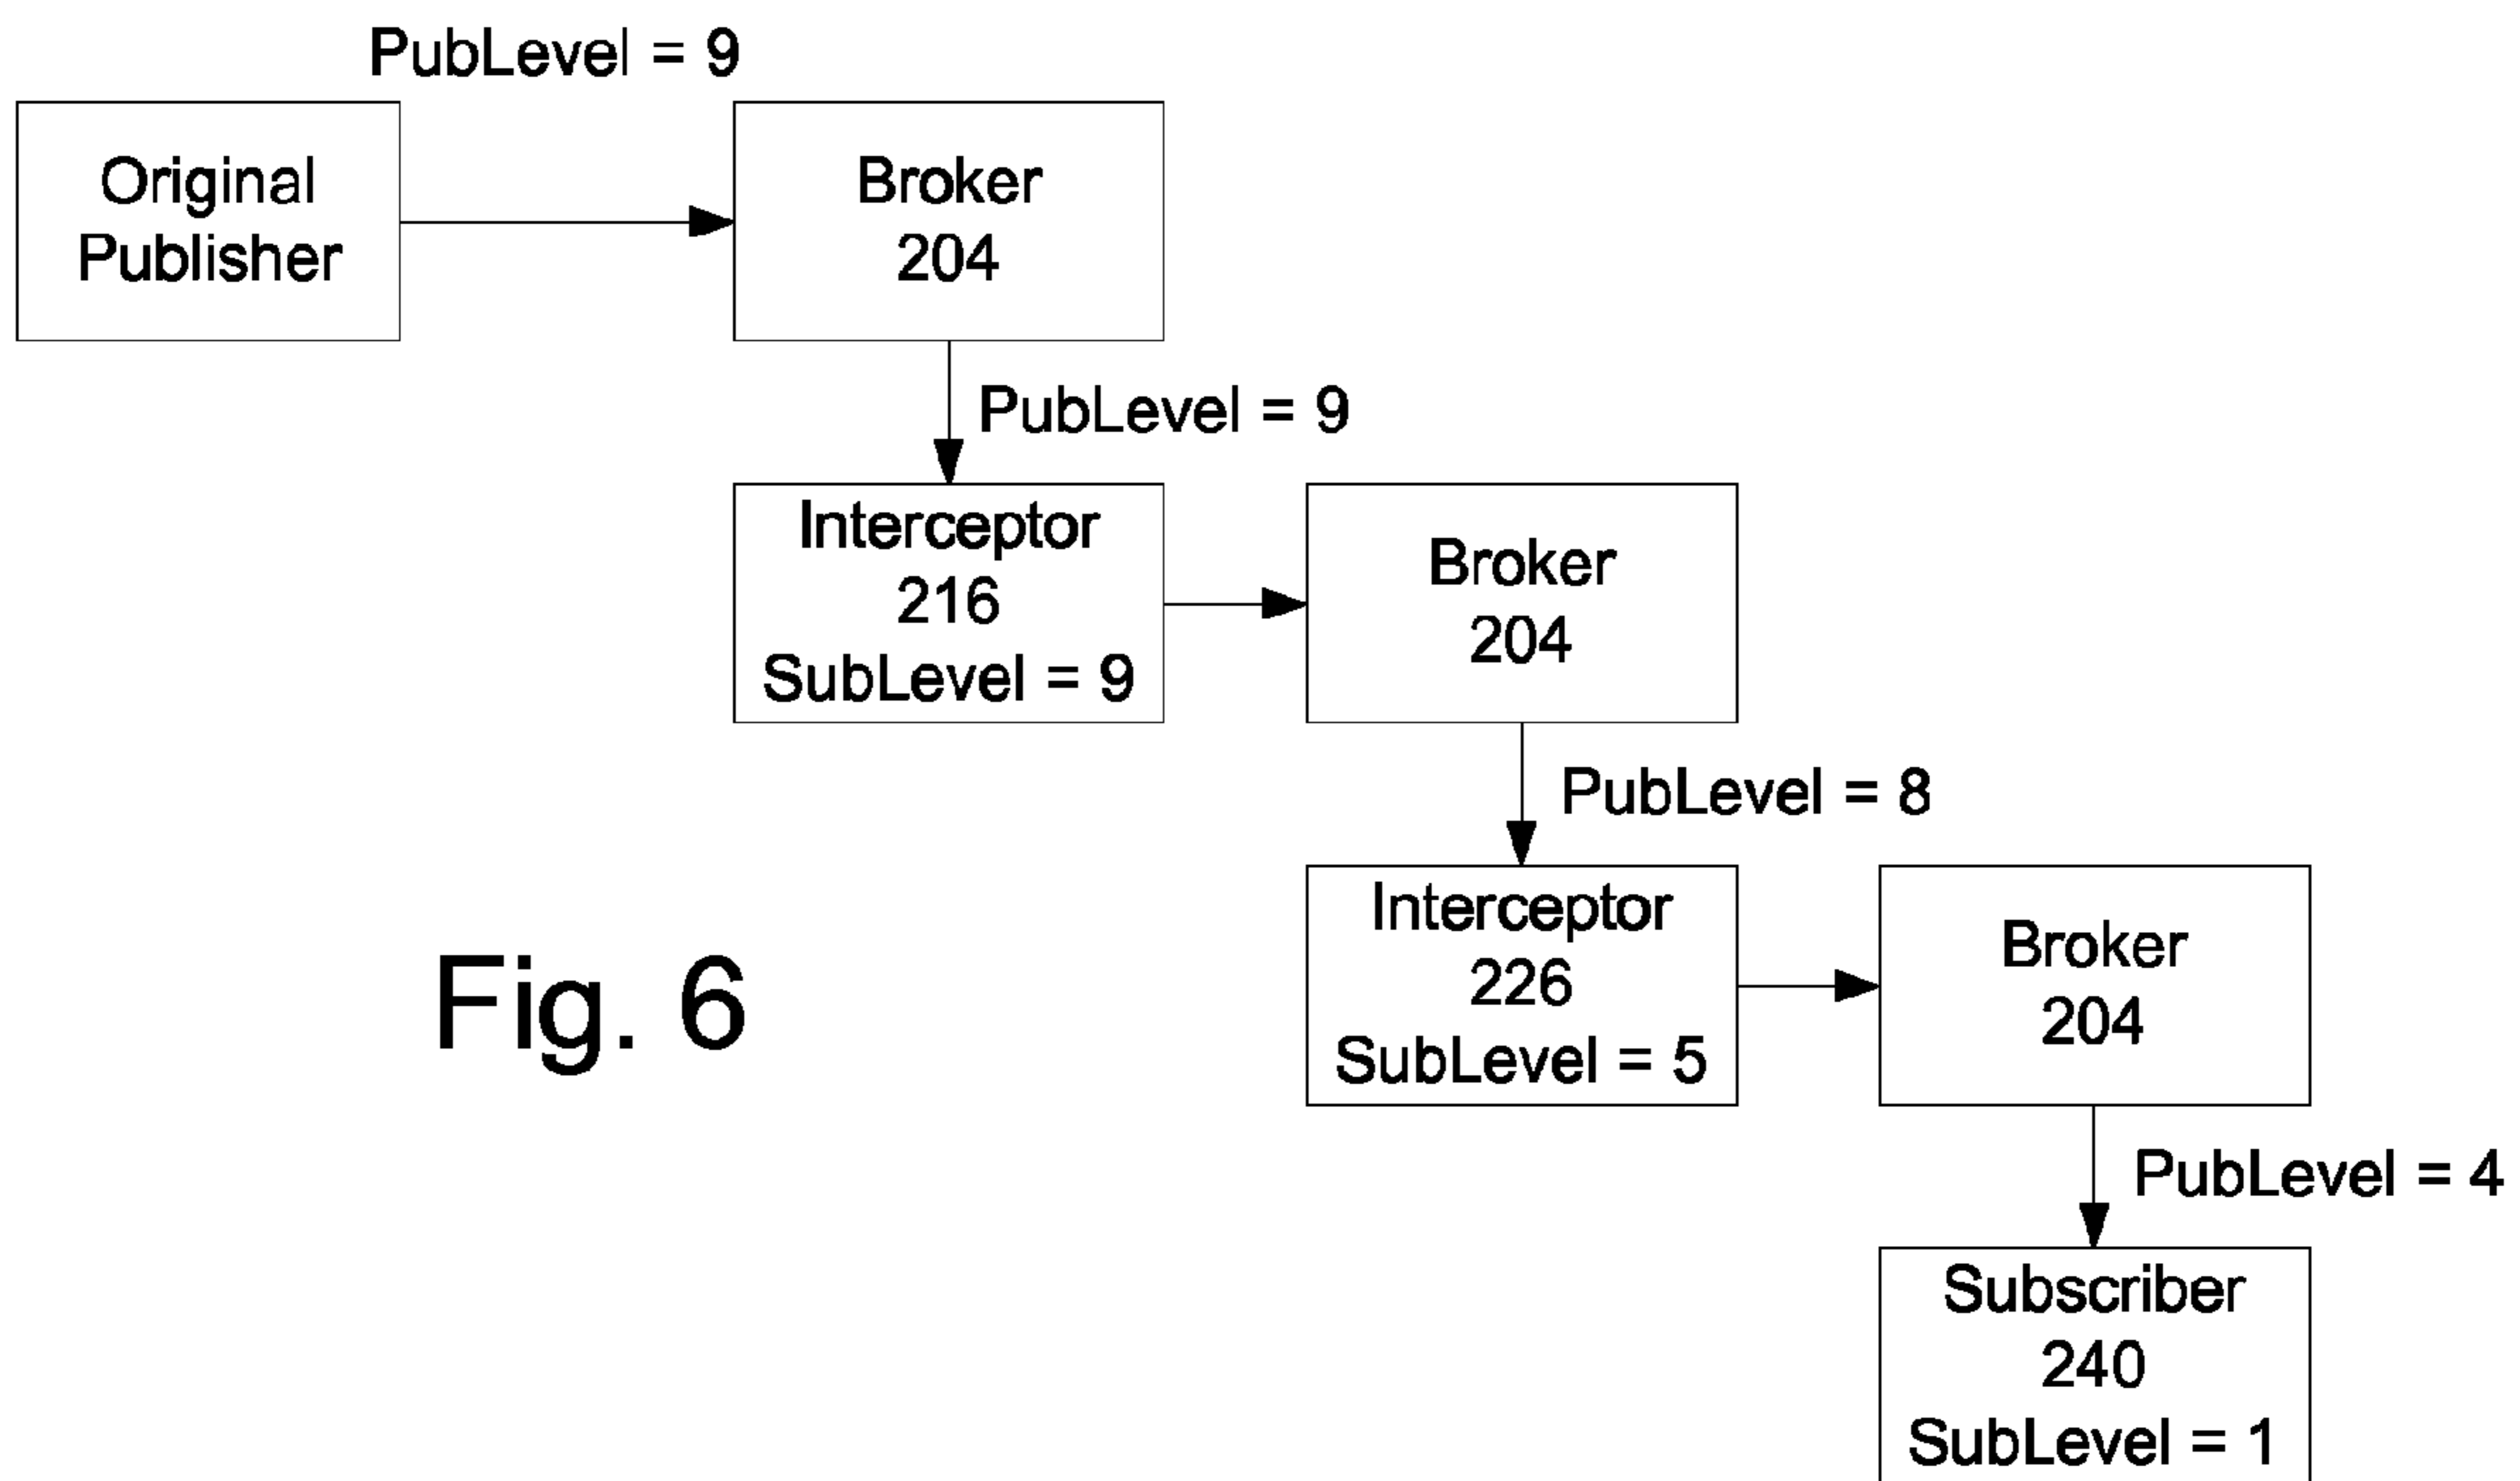 PubLevel = 9
Original
Publisher
Broker
204
PubLevel = 9
Interceptor
216
SubLevel = 9
Broker
204
PubLevel = 8
Interceptor
226
SubLevel = 5
Broker
204
Fig. 6
PubLevel = 4
Subscriber
240
SubLevel = 1